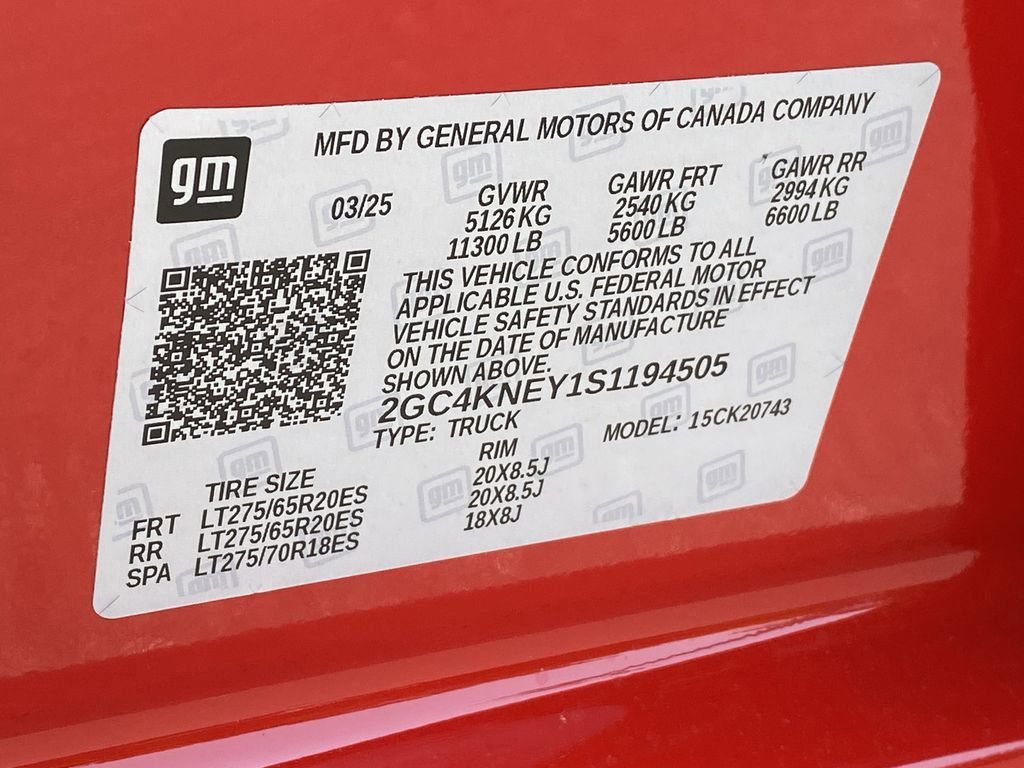 gm
MFD BY GENERAL MOTORS OF CANADA COMPANY
03/25
GVWR
5126 KG
11300 LB
GAWR FRT
2540 KG
5600 LB
GAWR RR
2994 KG
6600 LB
THIS VEHICLE CONFORMS TO ALL
APPLICABLE U.S. FEDERAL MOTOR
VEHICLE SAFETY STANDARDS IN EFFECT
ON THE DATE OF MANUFACTURE
SHOWN ABOVE.
2GC4KNEY1S1194505
TYPE: TRUCK
MODEL: 15CK20743
TIRE SIZE RIM
FRT LT275/65R20ES 20X8.5J
RR LT275/65R20ES 20X8.5J
SPA LT275/70R18ES 18X8J